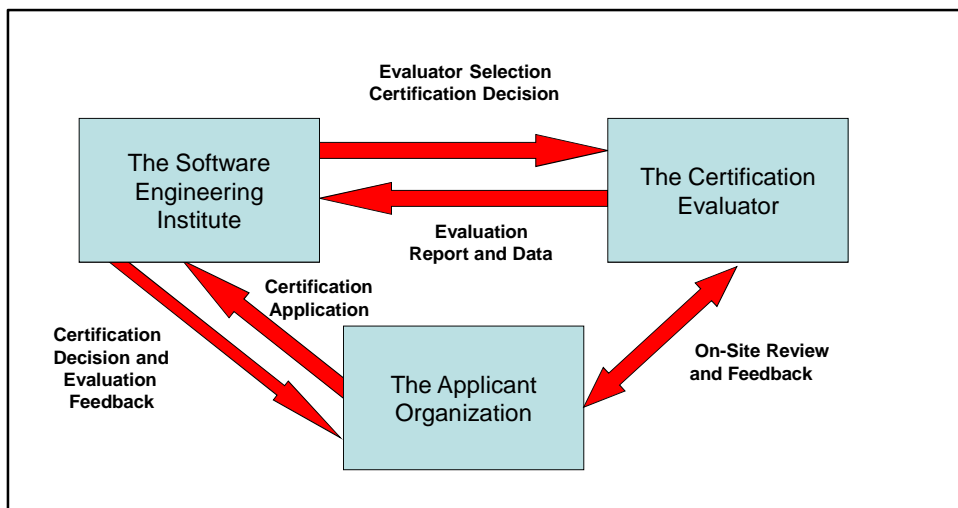 Evaluator Selection
Certification Decision
The Software
Engineering
Institute
The Certification
Evaluator
Evaluation
Report and Data
Certification
Application
Certification
Decision and
Evaluation
Feedback
The Applicant
Organization
On-Site Review
and Feedback